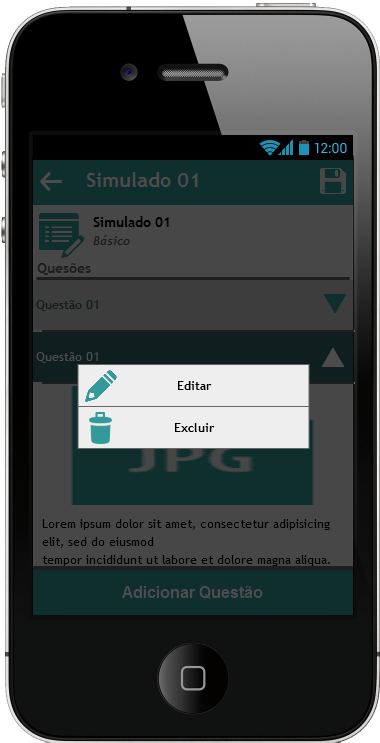 12:00
Simulado 01
Simulado 01
Básico
Quesões
Questão 01
Questão 01
Editar
Excluir
JPG
Lorem ipsum dolor sit amet, consectetur adipisicing
elit, sed do eiusmod
tempor incididunt ut labore et dolore magna aliqua.
Adicionar Questão